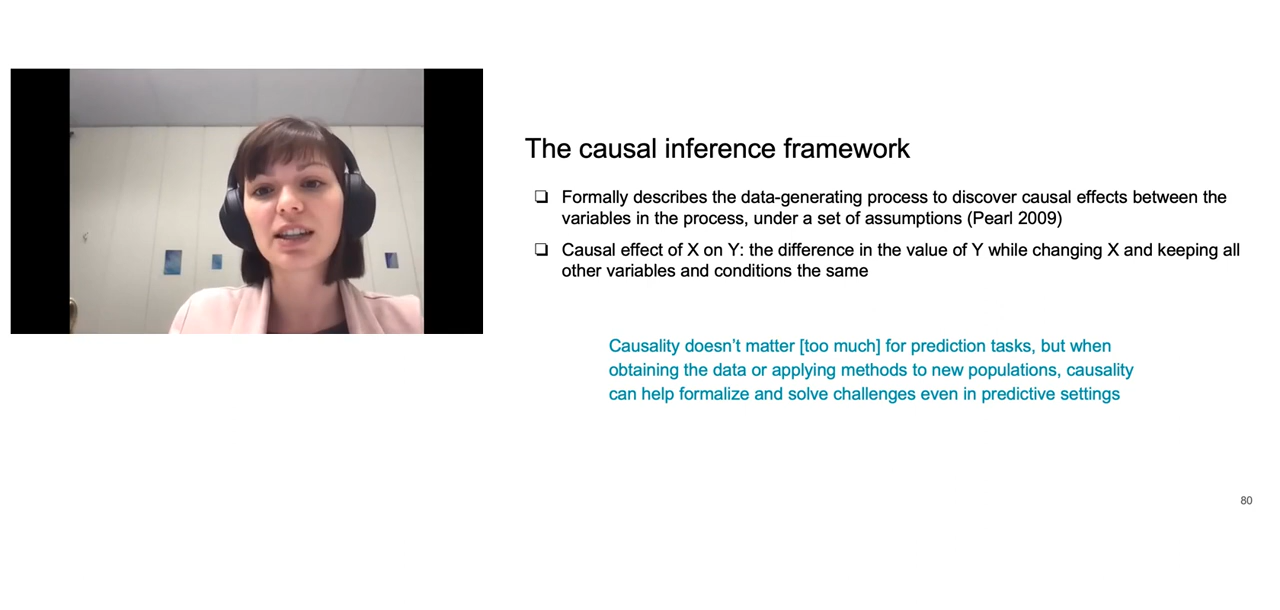 The causal inference framework
❏ Formally describes the data-generating process to discover causal effects between the
variables in the process, under a set of assumptions (Pearl 2009)
❏ Causal effect of X on Y: the difference in the value of Y while changing X and keeping all
other variables and conditions the same
Causality doesn’t matter [too much] for prediction tasks, but when
obtaining the data or applying methods to new populations, causality
can help formalize and solve challenges even in predictive settings
80